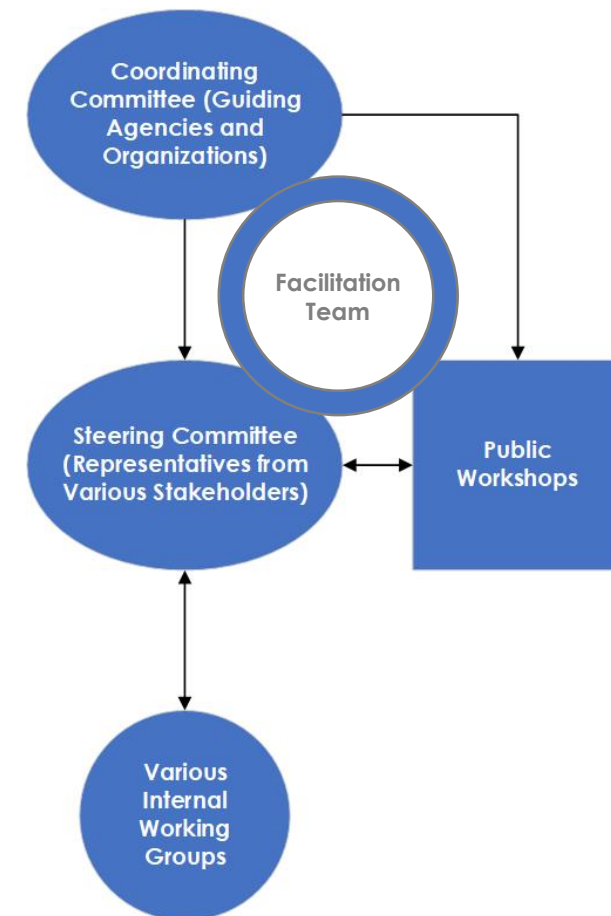 Coordinating
Committee (Guiding
Agencies and
Organizations)
Facilitation
Team
Steering Committee
(Representatives from
Various Stakeholders)
Public
Workshops
Various
Internal
Working
Groups